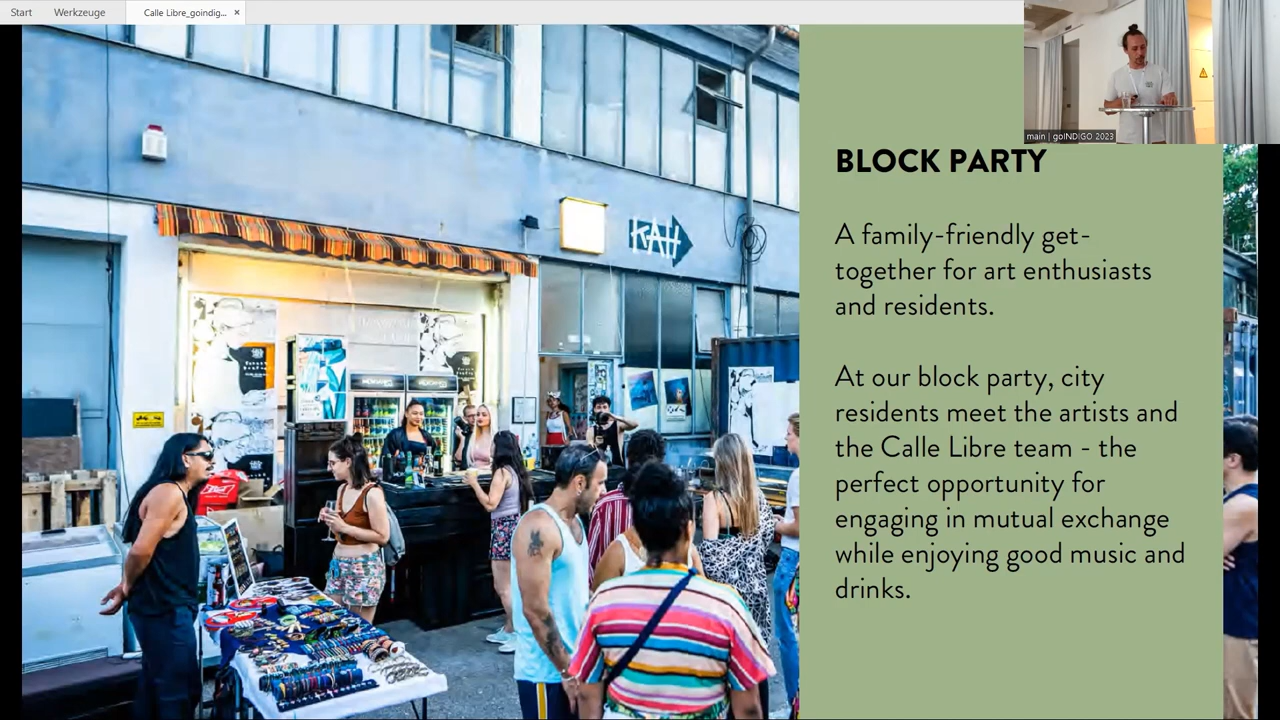 Start Werkzeuge Calle Libre_goindig... ×
main | goINDIGO 2023
KAH
BLOCK PARTY
A family-friendly get-
together for art enthusiasts
and residents.
At our block party, city
residents meet the artists and
the Calle Libre team - the
perfect opportunity for
engaging in mutual exchange
while enjoying good music and
drinks.